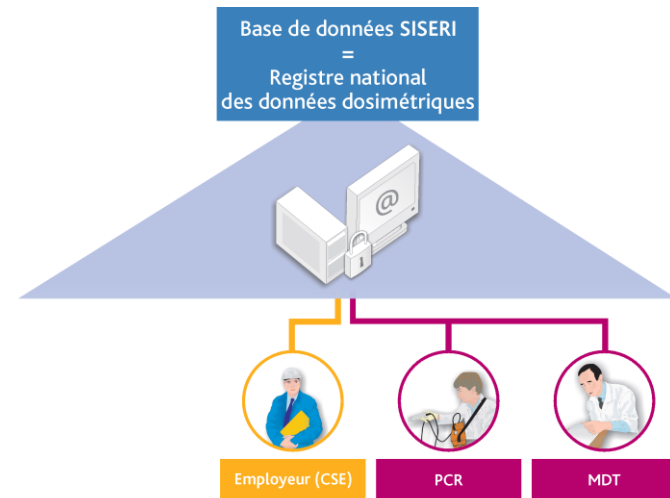 Base de données SISERI
=
Registre national
des données dosimétriques
@
Employeur (CSE)
PCR
MDT